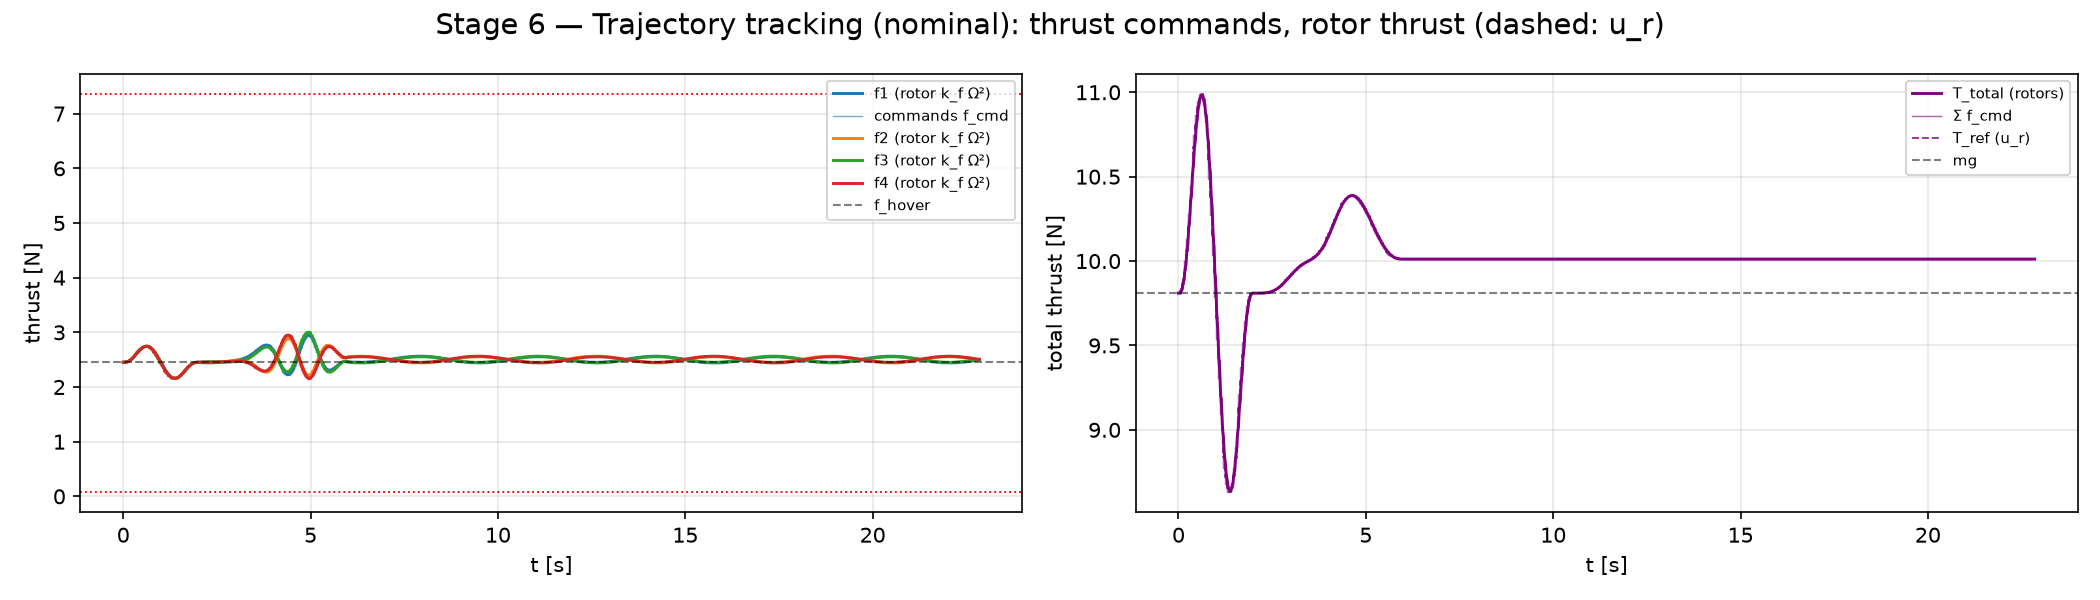 Stage 6 — Trajectory tracking (nominal): thrust commands, rotor thrust (dashed: u_r)
thrust [N]
7
6
5
4
3
2
1
0
0
5
10
15
20
t [s]
f1 (rotor k_f Ω²)
commands f_cmd
f2 (rotor k_f Ω²)
f3 (rotor k_f Ω²)
f4 (rotor k_f Ω²)
f_hover
total thrust [N]
11.0
10.5
10.0
9.5
9.0
0
5
10
15
20
t [s]
T_total (rotors)
Σ f_cmd
T_ref (u_r)
mg